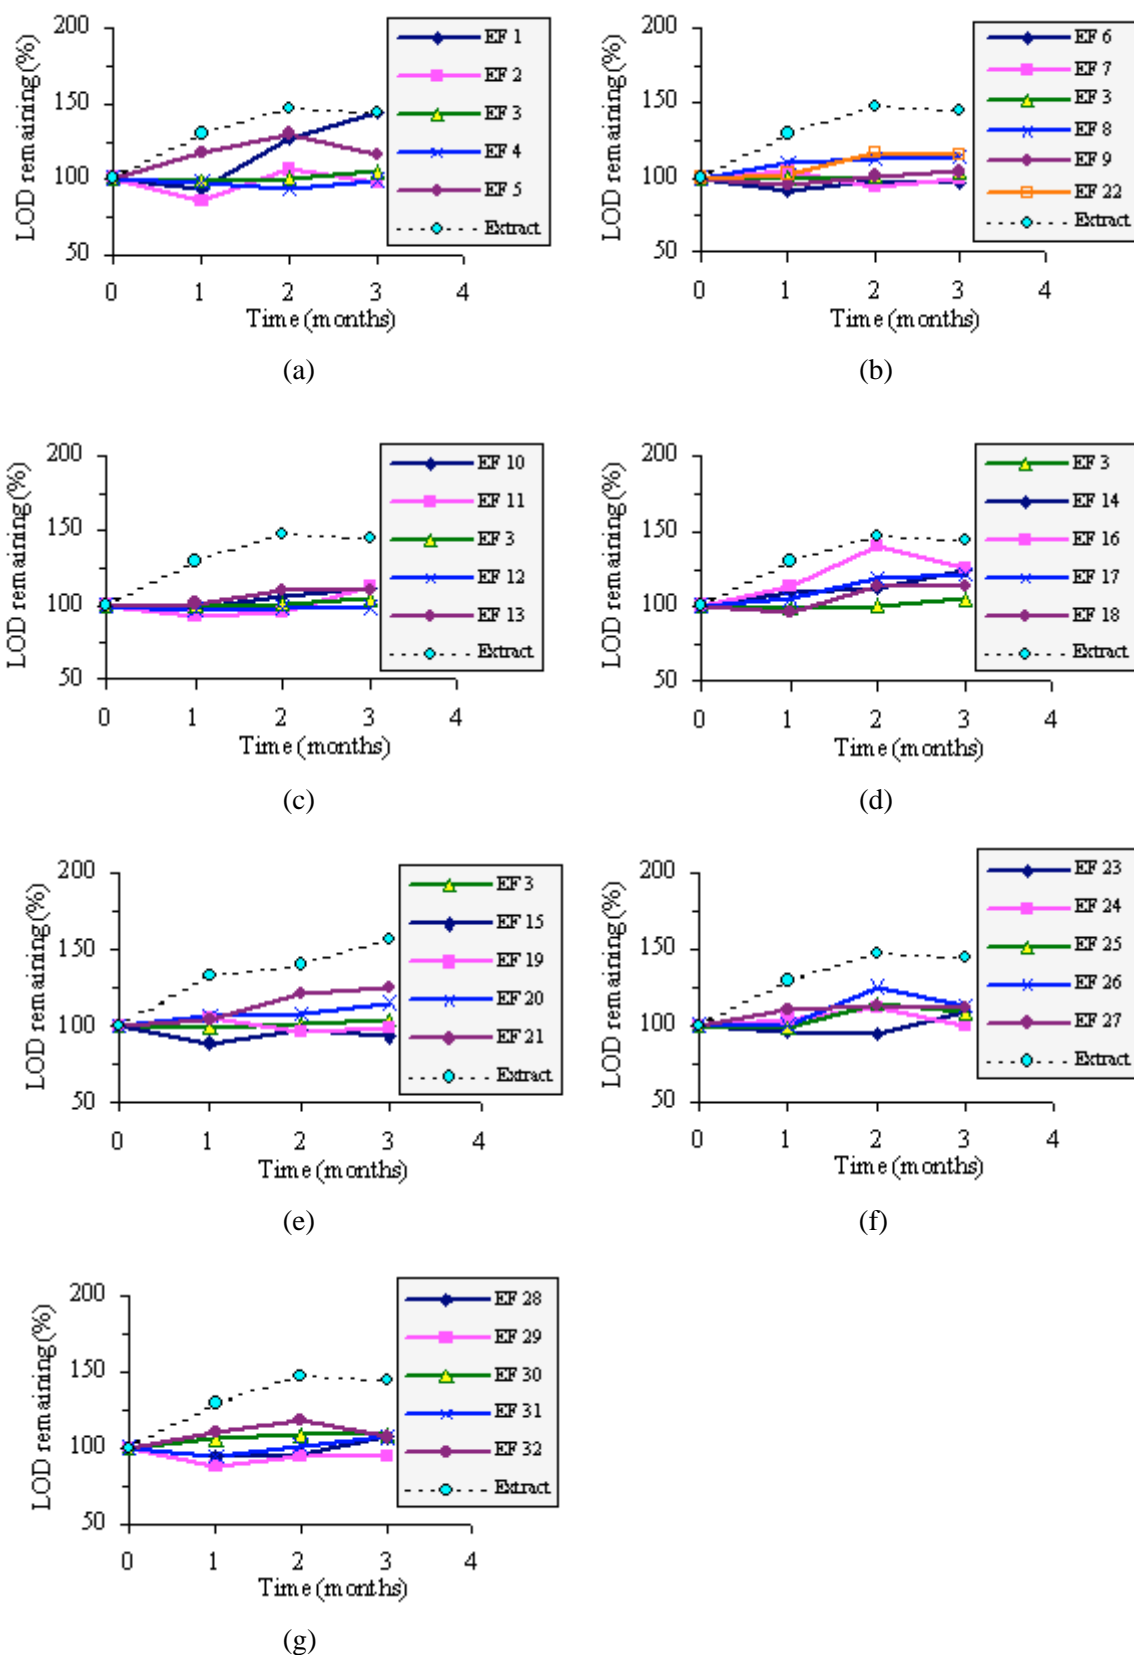 LOD remaining (%)
200
150
100
50
0
1
2
3
4
Time (months)
EF 1
EF 2
EF 3
EF 4
EF 5
Extract
(a)
LOD remaining (%)
200
150
100
50
0
1
2
3
4
Time (months)
EF 6
EF 7
EF 3
EF 8
EF 9
EF 22
Extract
(b)
LOD remaining (%)
200
150
100
50
0
1
2
3
4
Time (months)
EF 10
EF 11
EF 3
EF 12
EF 13
Extract
(c)
LOD remaining (%)
200
150
100
50
0
1
2
3
4
Time (months)
EF 3
EF 14
EF 16
EF 17
EF 18
Extract
(d)
LOD remaining (%)
200
150
100
50
0
1
2
3
4
Time (months)
EF 3
EF 15
EF 19
EF 20
EF 21
Extract
(e)
LOD remaining (%)
200
150
100
50
0
1
2
3
4
Time (months)
EF 23
EF 24
EF 25
EF 26
EF 27
Extract
(f)
LOD remaining (%)
200
150
100
50
0
1
2
3
4
Time (months)
EF 28
EF 29
EF 30
EF 31
EF 32
Extract
(g)